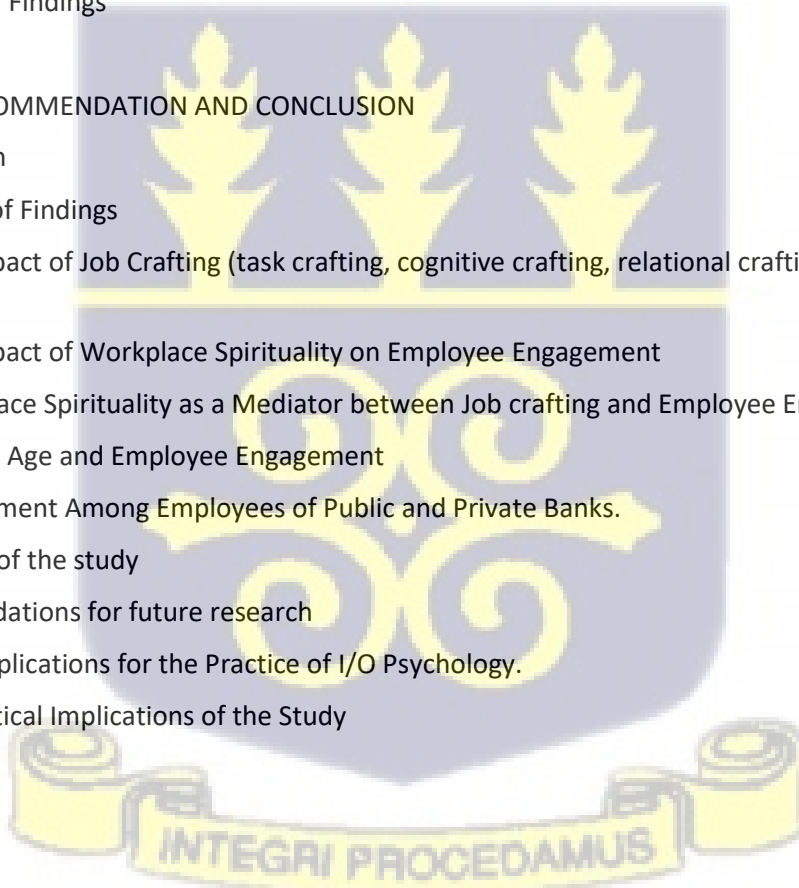 Findings
OMMENDATION AND CONCLUSION
n
of Findings
pact of Job Crafting (task crafting, cognitive crafting, relational crafti
pact of Workplace Spirituality on Employee Engagement
ace Spirituality as a Mediator between Job crafting and Employee En
Age and Employee Engagement
ment Among Employees of Public and Private Banks.
of the study
dations for future research
plications for the Practice of I/O Psychology.
tical Implications of the Study
INTEGRI PROCEDAMUS